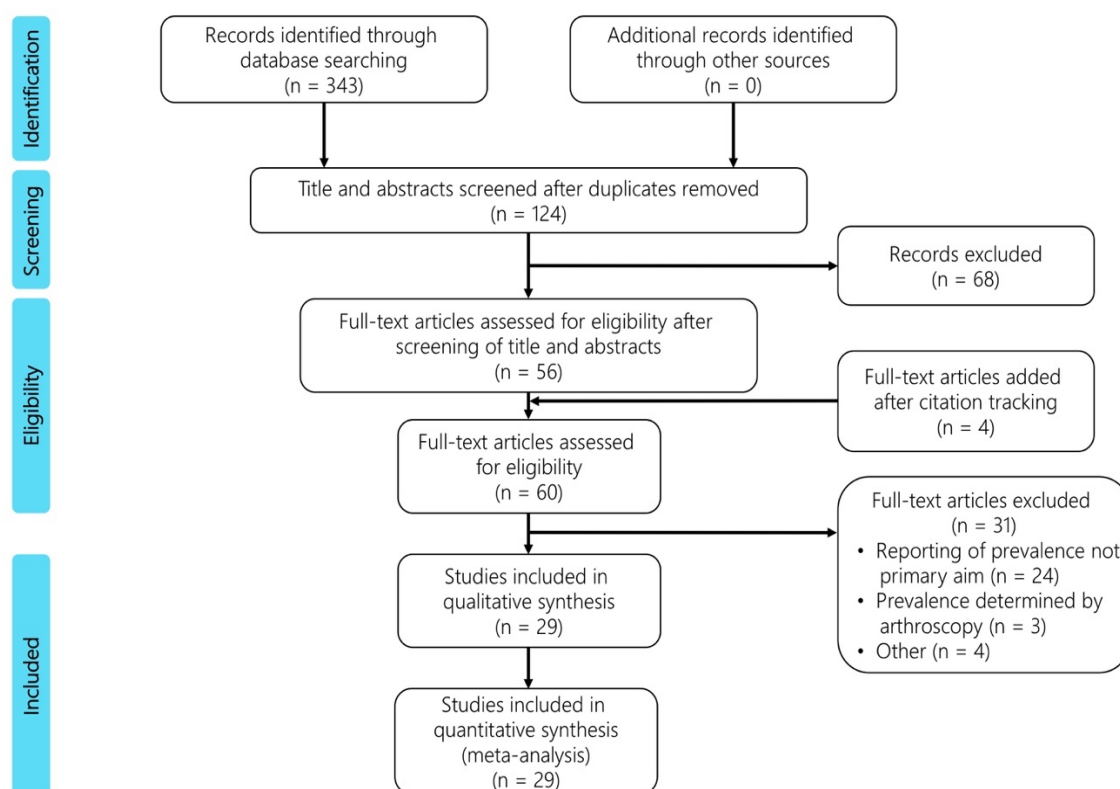 Identification
Records identified through
database searching
(n = 343)
Additional records identified
through other sources
(n = 0)
Screening
Title and abstracts screened after duplicates removed
(n = 124)
Records excluded
(n = 68)
Eligibility
Full-text articles assessed for eligibility after
screening of title and abstracts
(n = 56)
Full-text articles added
after citation tracking
(n = 4)
Full-text articles assessed
for eligibility
(n = 60)
Full-text articles excluded
(n = 31)
• Reporting of prevalence not
primary aim (n = 24)
• Prevalence determined by
arthroscopy (n = 3)
• Other (n = 4)
Included
Studies included in
qualitative synthesis
(n = 29)
Studies included in
quantitative synthesis
(meta-analysis)
(n = 29)